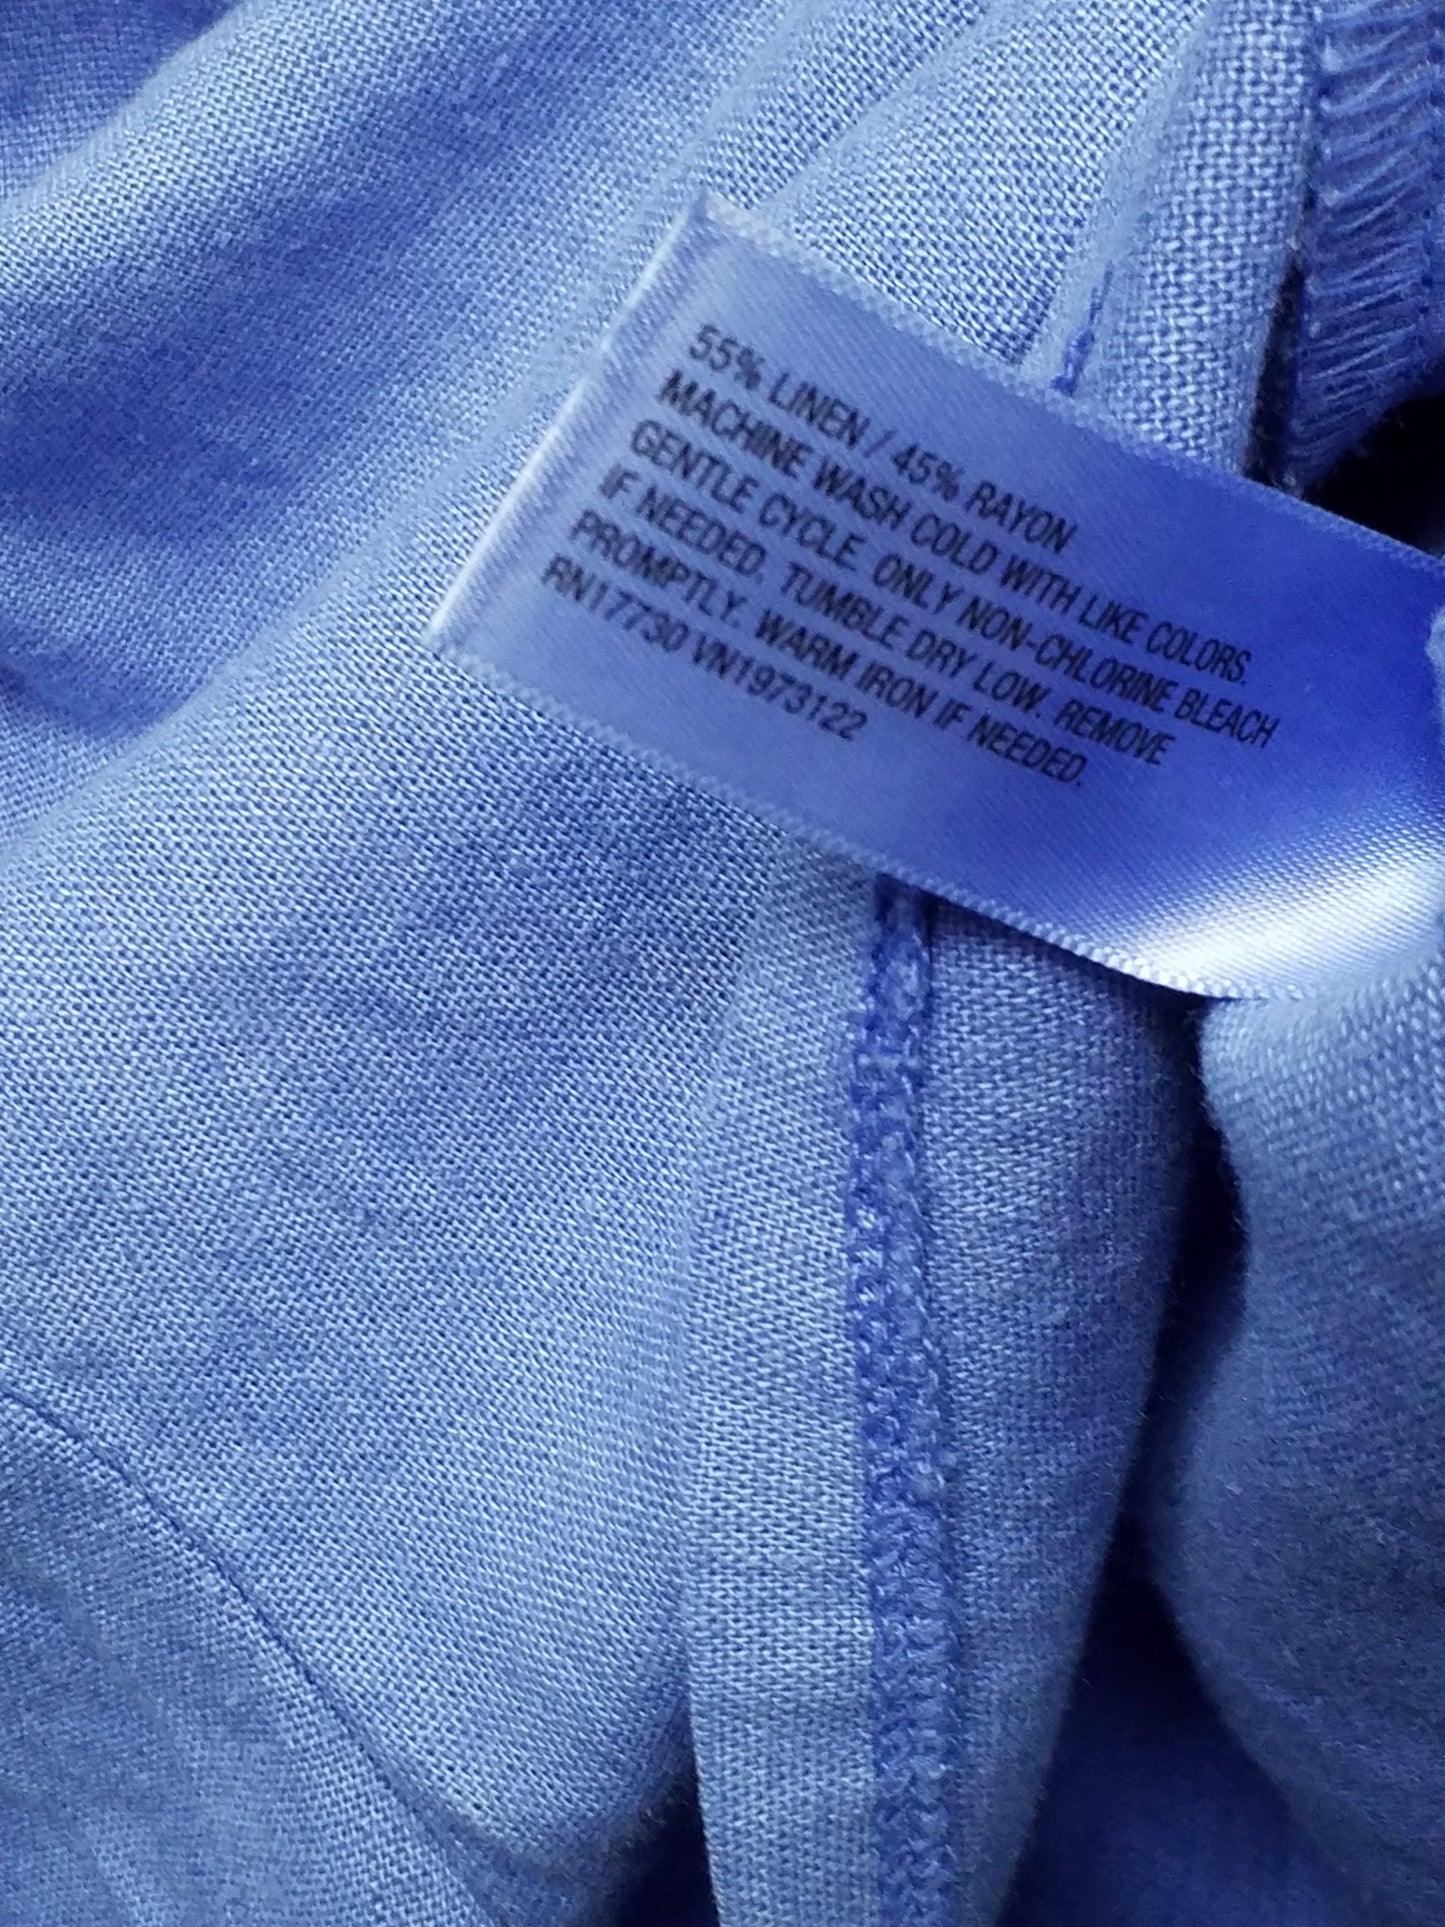 55% LINEN / 45% RAYON
MACHINE WASH COLD WITH LIKE COLORS.
GENTLE CYCLE. ONLY NON-CHLORINE BLEACH
IF NEEDED. TUMBLE DRY LOW. REMOVE
PROMPTLY. WARM IRON IF NEEDED.
RN17730 VN1973122